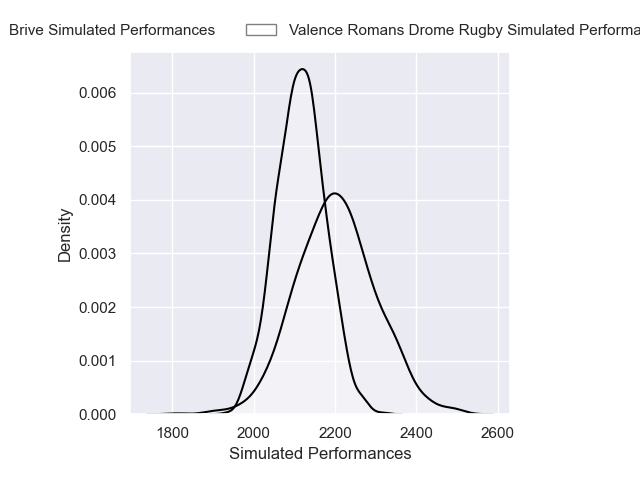 Brive Simulated Performances Valence Romans Drome Rugby Simulated Performa
0.006
0.005
0.004
0.003
0.002
0.001
0.000
Density
1800 2000 2200 2400 2600
Simulated Performances